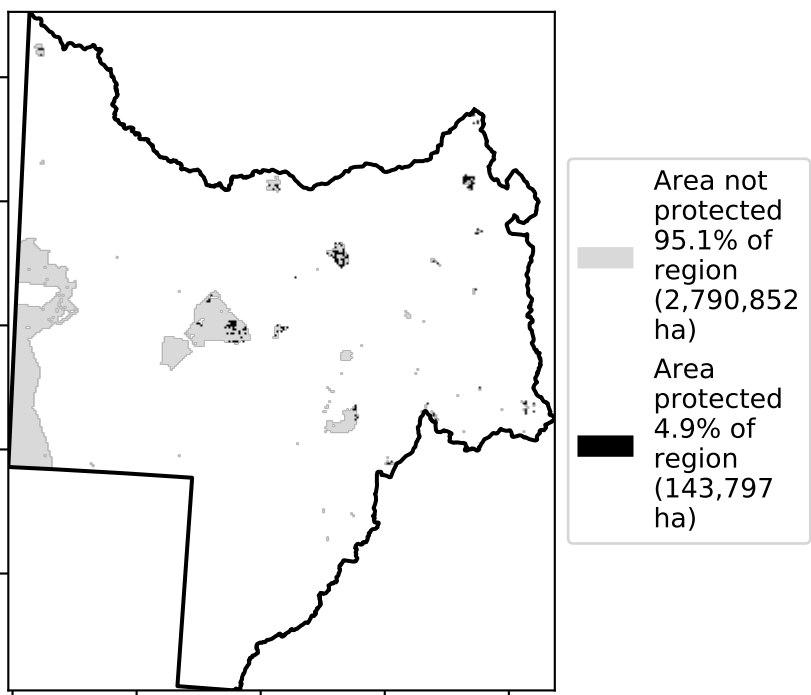 Area not
protected
95.1% of
region
(2,790,852
ha)
Area
protected
4.9% of
region
(143,797
ha)